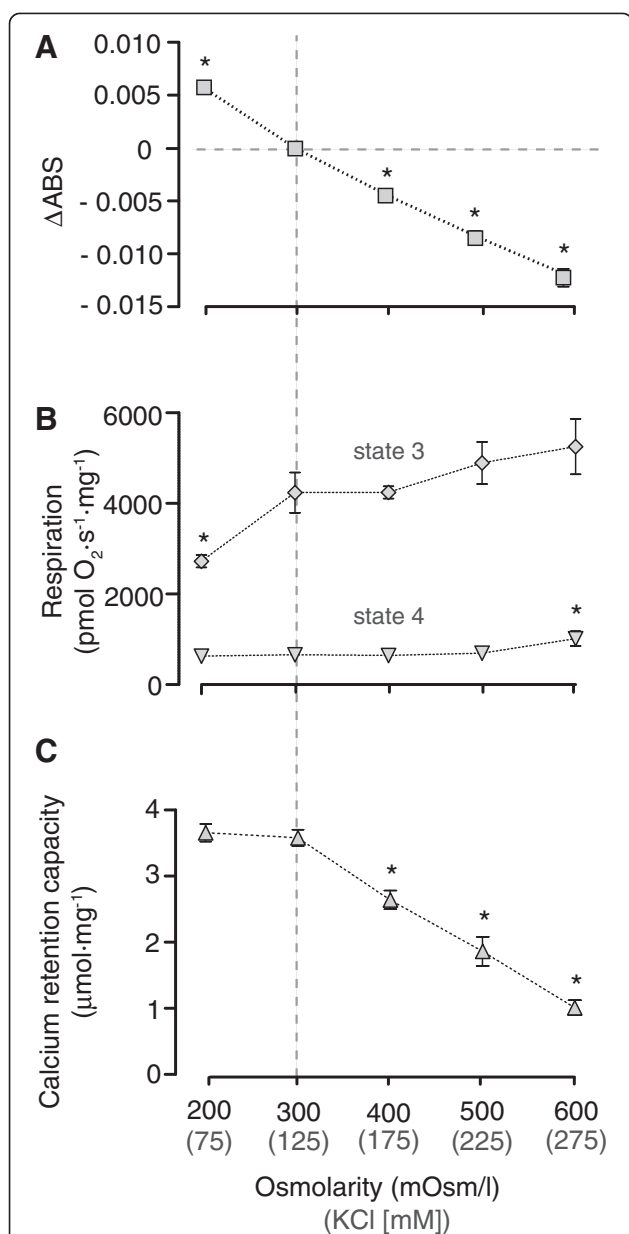 A
0.010
*
0.005
0
*
- 0.005
*
*
- 0.010
- 0.015
ΔABS
B
6000
state 3
4000
*
2000
state 4
*
0
Respiration
(pmol O₂·s⁻¹·mg⁻¹)
C
4
3
*
2
*
1
*
0
Calcium retention capacity
(μmol·mg⁻¹)
200 300 400 500 600
(75) (125) (175) (225) (275)
Osmolarity (mOsm/l)
(KCl [mM])